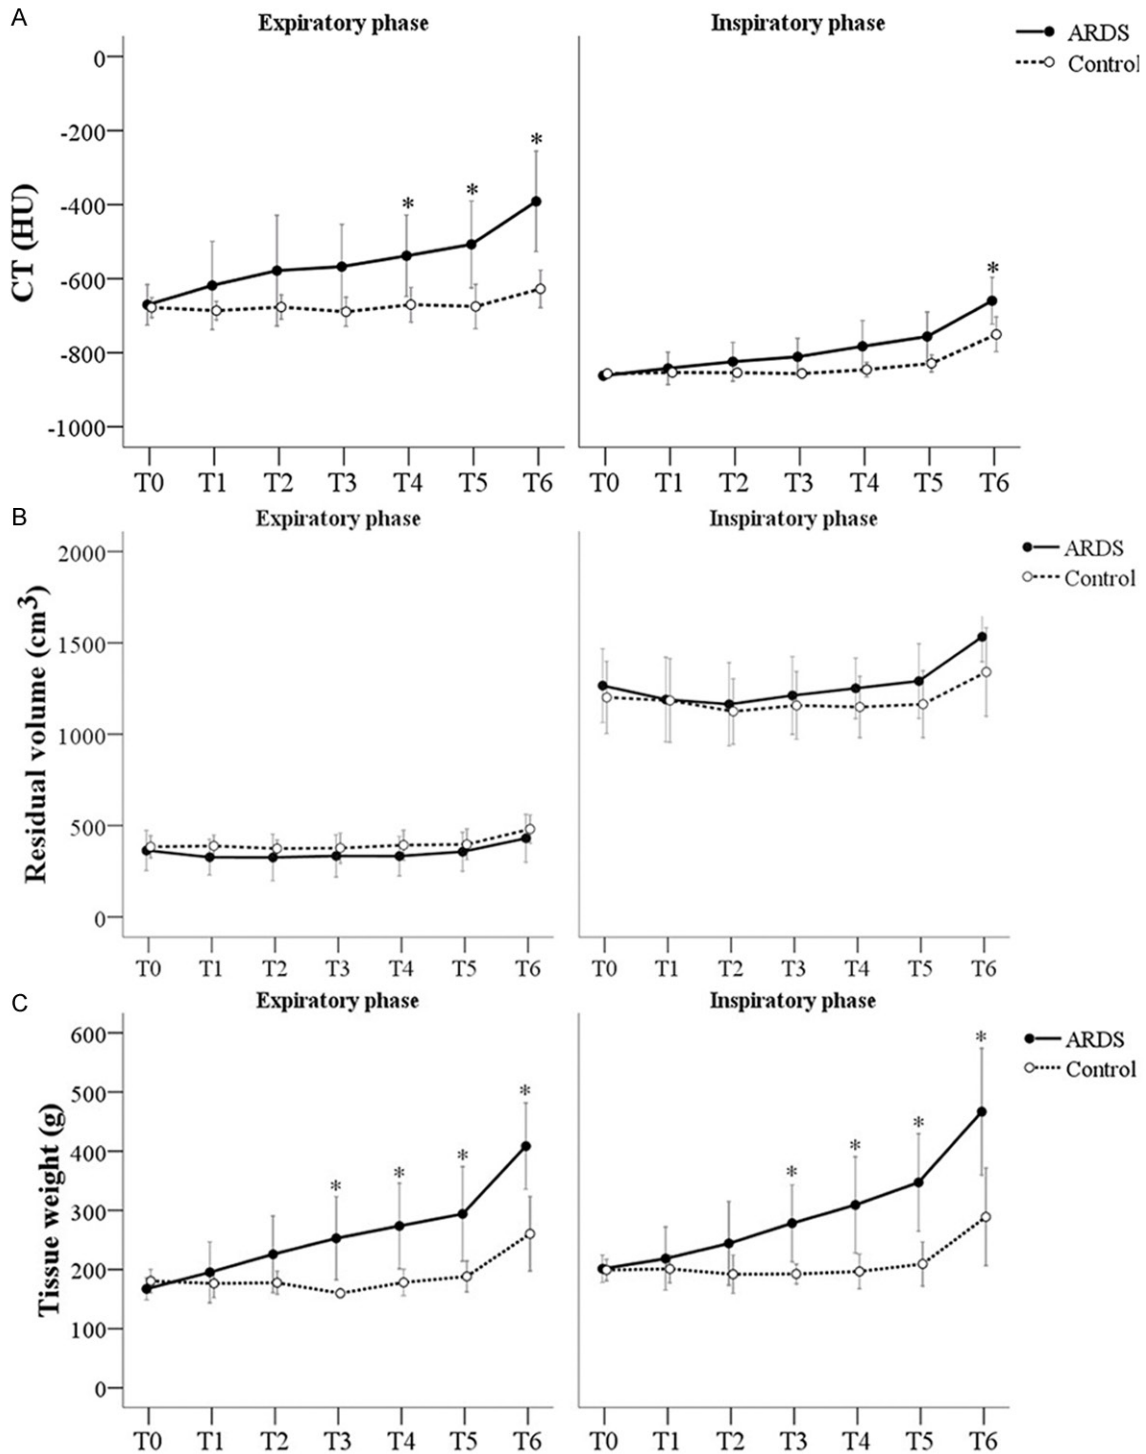 A
Expiratory phase
Inspiratory phase
ARDS
Control
CT (HU)
0
-200
-400
-600
-800
-1000
*
*
*
*
T0 T1 T2 T3 T4 T5 T6
T0 T1 T2 T3 T4 T5 T6
B
Expiratory phase
Inspiratory phase
ARDS
Control
Residual volume (cm3)
2000
1500
1000
500
0
T0 T1 T2 T3 T4 T5 T6
T0 T1 T2 T3 T4 T5 T6
C
Expiratory phase
Inspiratory phase
ARDS
Control
Tissue weight (g)
600
500
400
300
200
100
0
* * * *
* * * *
T0 T1 T2 T3 T4 T5 T6
T0 T1 T2 T3 T4 T5 T6